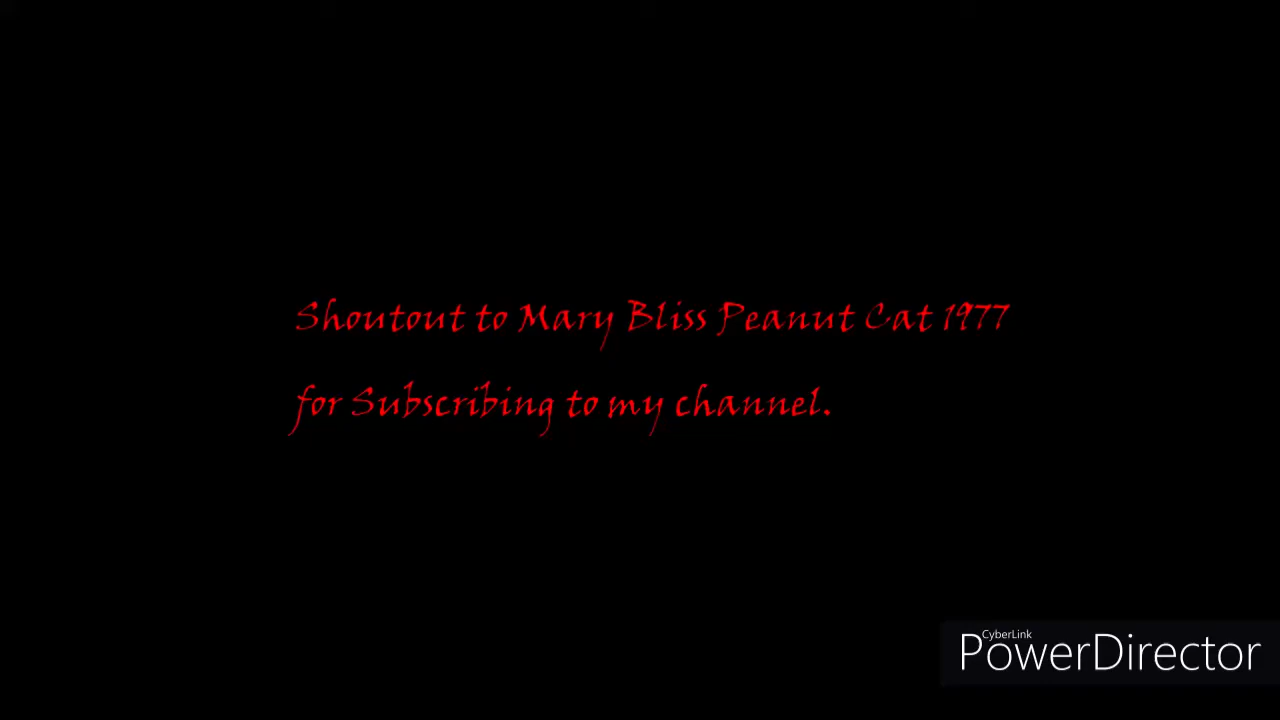 Shoutout to Mary Bliss Peanut Cat 1977
for Subscribing to my channel.
CyberLink
PowerDirector